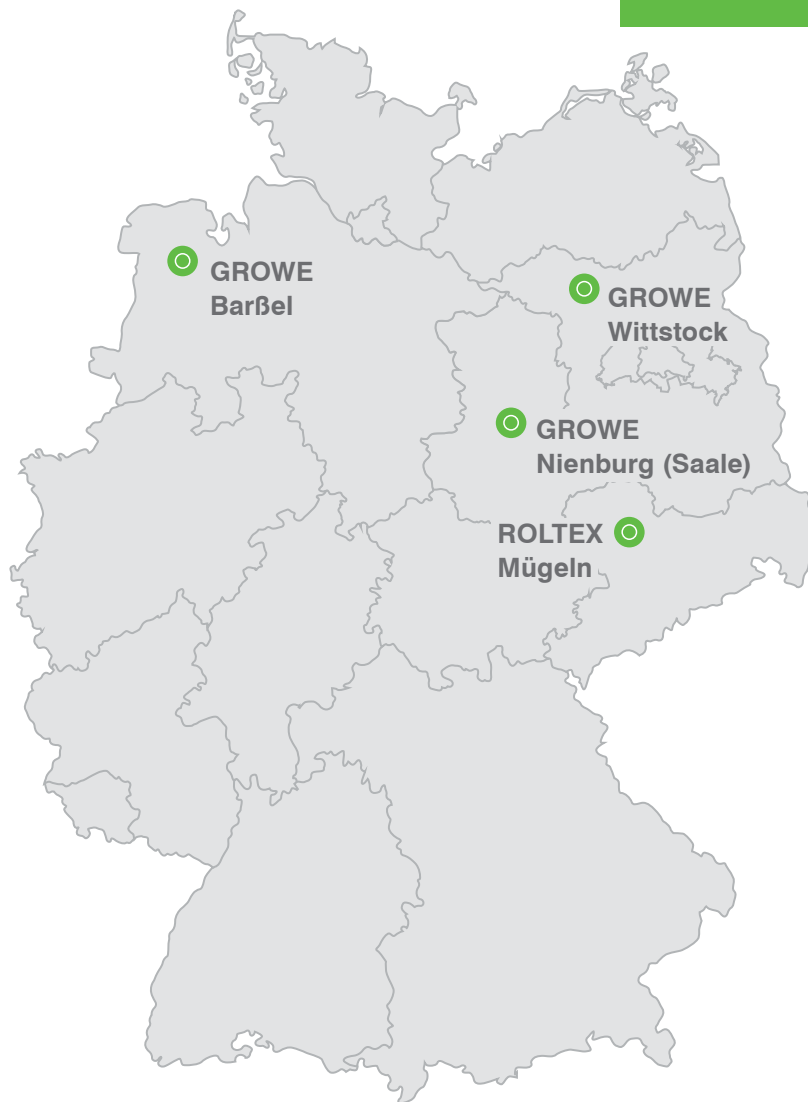 GROWE
Barßel
GROWE
Wittstock
GROWE
Nienburg (Saale)
ROLTEX
Mügeln